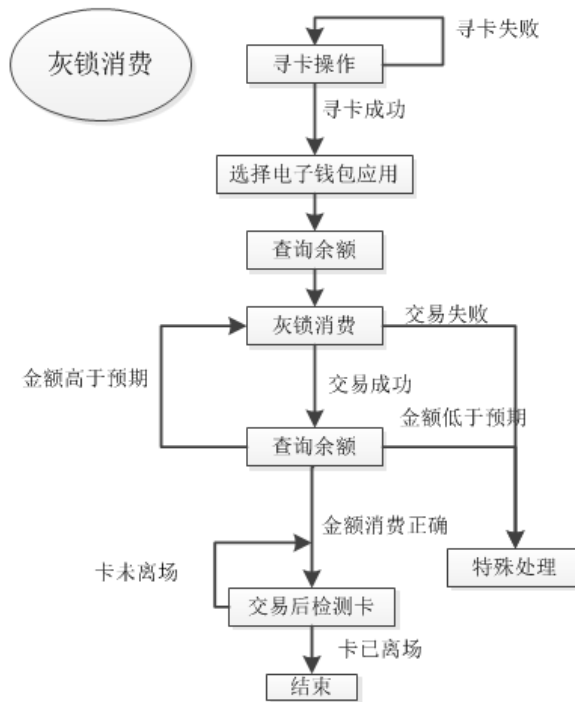 灰锁消费
寻卡失败
寻卡操作
寻卡成功
选择电子钱包应用
查询余额
灰锁消费
交易失败
金额高于预期
交易成功
金额低于预期
查询余额
金额消费正确
卡未离场
特殊处理
交易后检测卡
卡已离场
结束